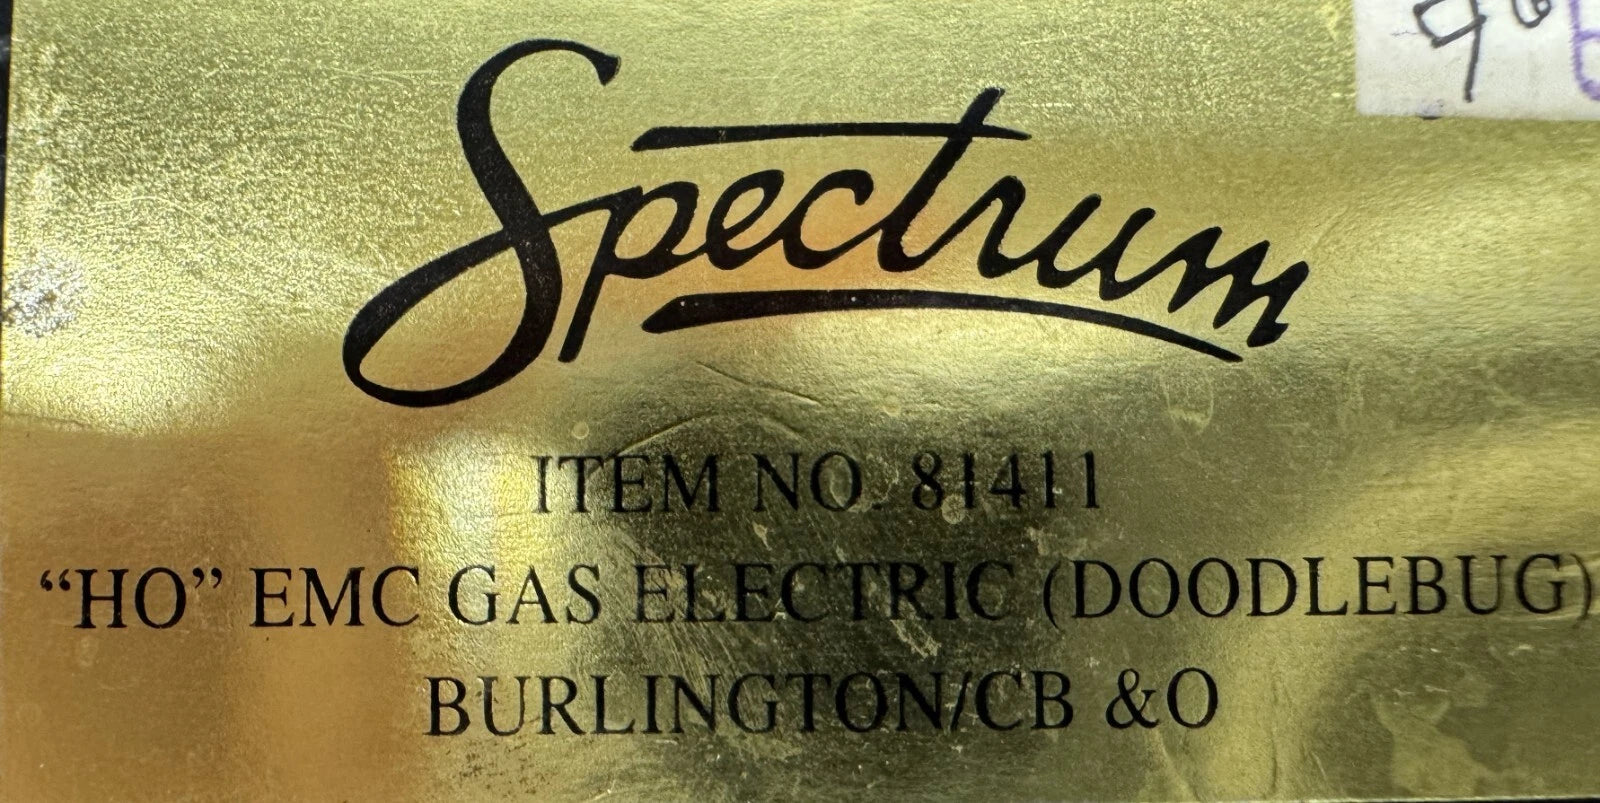 Spectrum
ITEM NO. 81411
“HO” EMC GAS ELECTRIC (DOODLEBUG)
BURLINGTON/CB &O